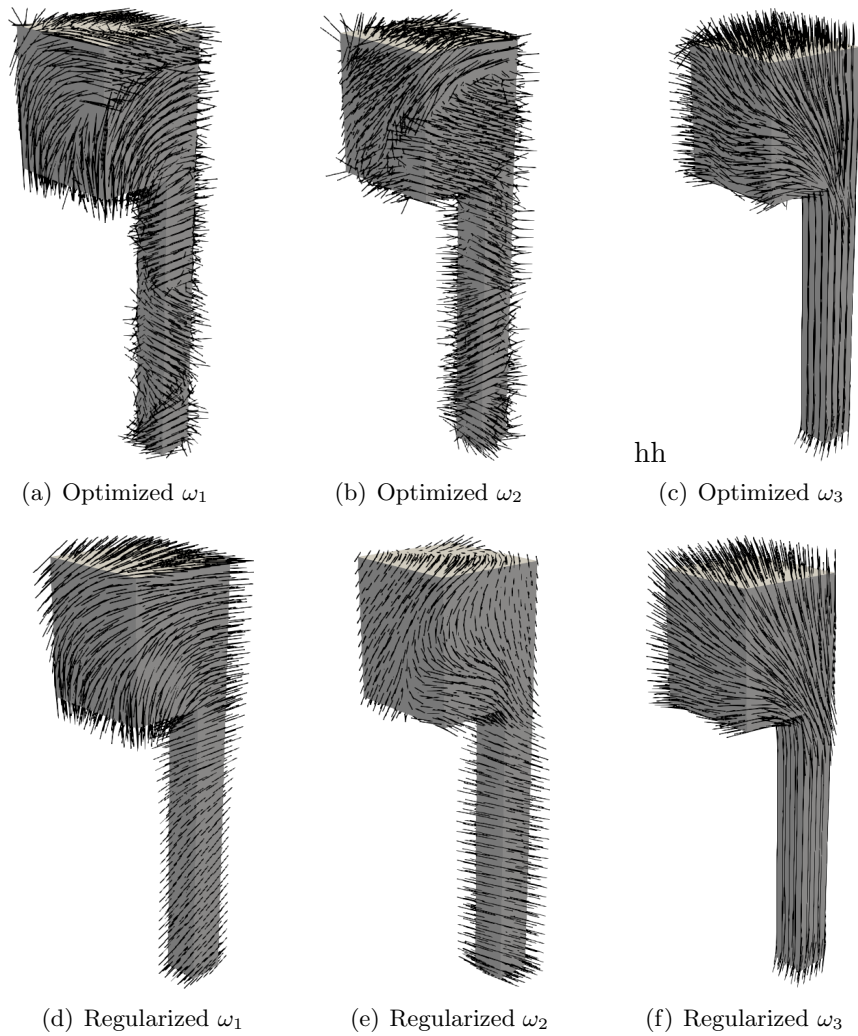 hh
(a) Optimized ω₁
(b) Optimized ω₂
(c) Optimized ω₃
(d) Regularized ω₁
(e) Regularized ω₂
(f) Regularized ω₃